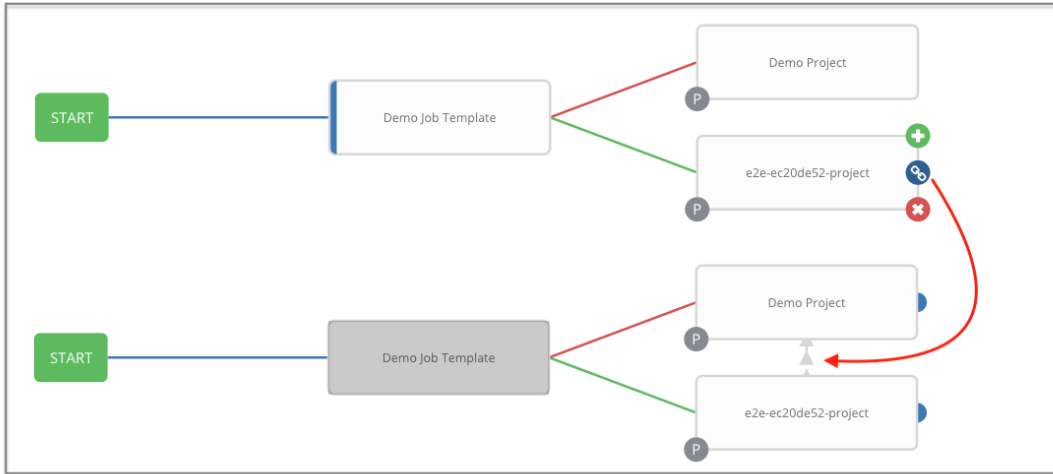 Demo Project
START
Demo Job Template
P
e2e-ec20de52-project
P
Demo Project
START
Demo Job Template
P
e2e-ec20de52-project
P